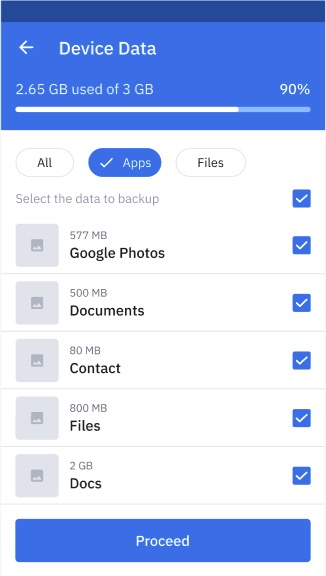 Device Data
2.65 GB used of 3 GB
90%
All
Apps
Files
Select the data to backup
577 MB
Google Photos
500 MB
Documents
80 MB
Contact
800 MB
Files
2 GB
Docs
Proceed